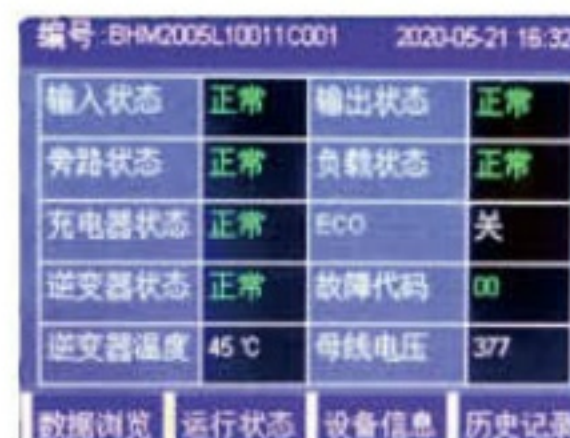 编号:BHM2005L10011C001 2020-05-21 16:32
输入状态 正常 输出状态 正常
旁路状态 正常 负载状态 正常
充电器状态 正常 ECO 关
逆变器状态 正常 故障代码 00
逆变器温度 45℃ 母线电压 377
数据浏览 运行状态 设备信息 历史记录